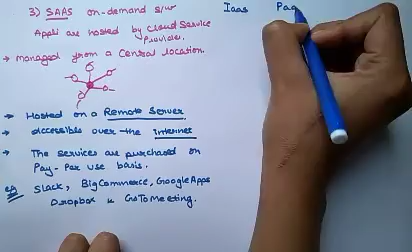 3) SAAS on-demand s/w
Appli are hosted by Cloud Service
Provider.
→ managed from a Central location.
→ Hosted on a Remote Server
→ accessible over the Internet
→ The Services are purchased on
Pay-Per use basis.
eg Slack, BigCommerce, Google Apps
Dropbox & GoToMeeting.
Iaas Paa